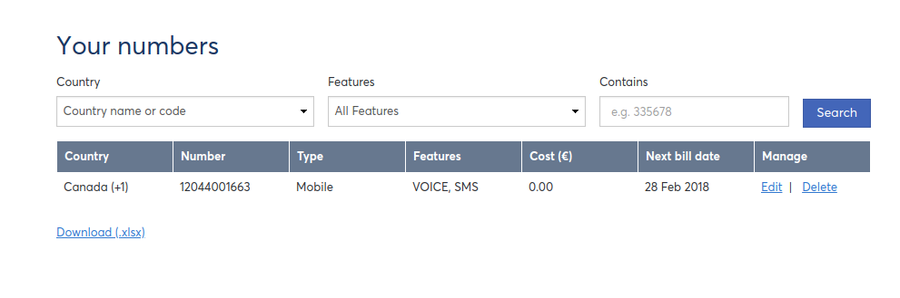 Your numbers
Country Features Contains
Country name or code All Features e.g. 335678 Search
Country Number Type Features Cost (€) Next bill date Manage
Canada (+1) 12044001663 Mobile VOICE, SMS 0.00 28 Feb 2018 Edit | Delete
Download (.xlsx)